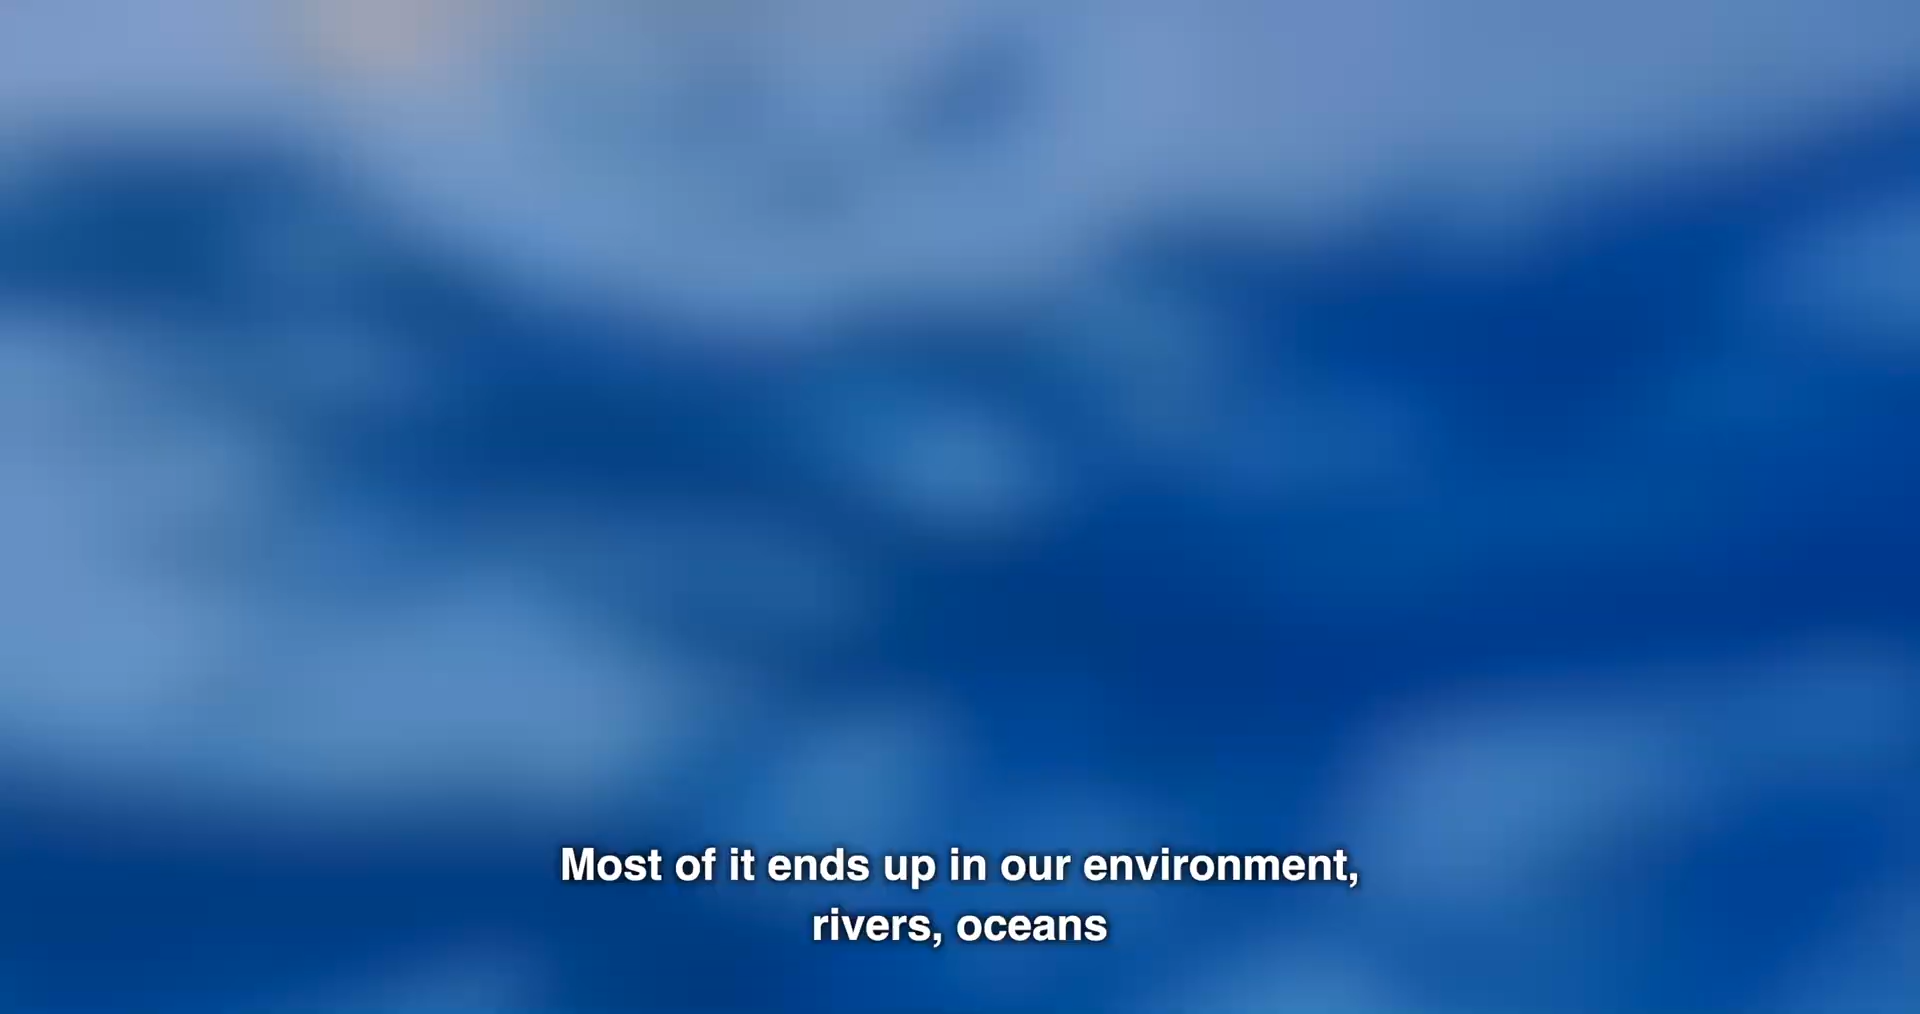 Most of it ends up in our environment,
rivers, oceans